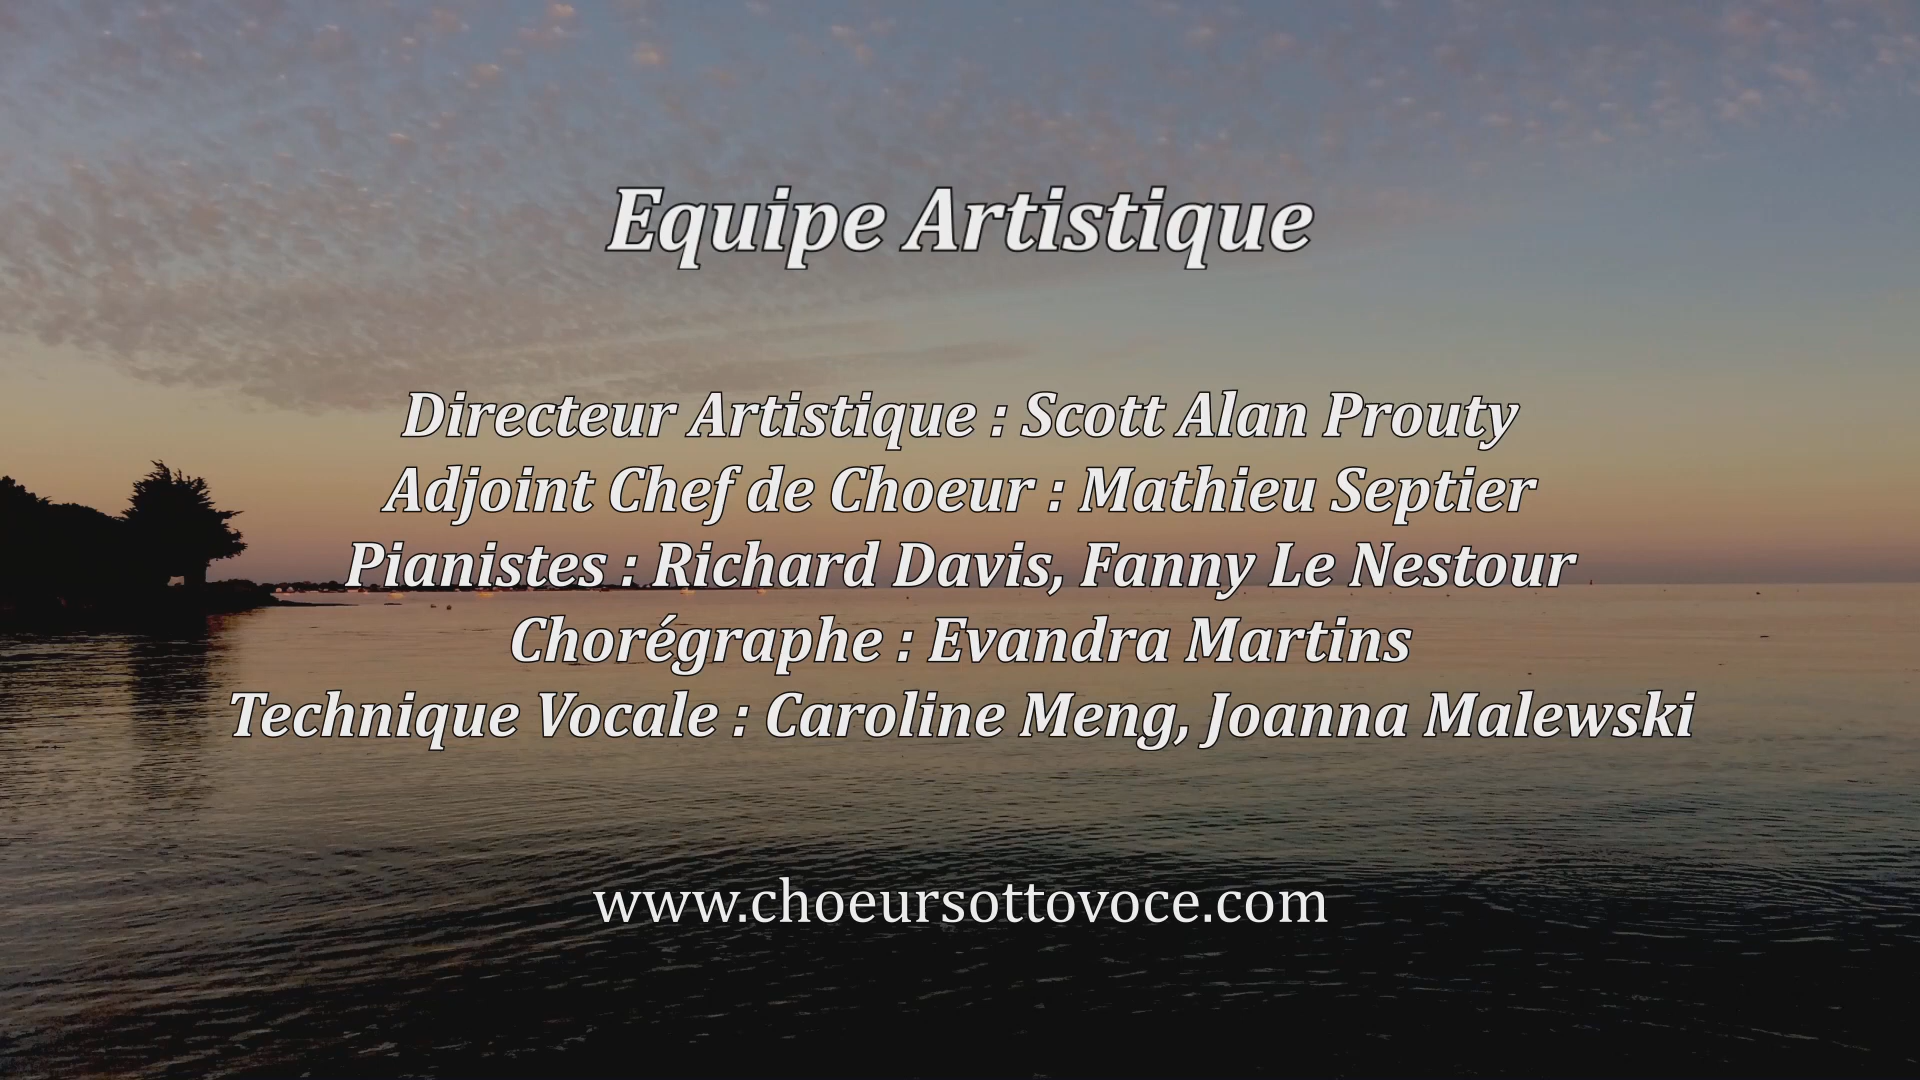 Equipe Artistique
Directeur Artistique : Scott Alan Prouty
Adjoint Chef de Choeur : Mathieu Septier
Pianistes : Richard Davis, Fanny Le Nestour
Chorégraphe : Evandra Martins
Technique Vocale : Caroline Meng, Joanna Malewski
www.choeursottovoce.com